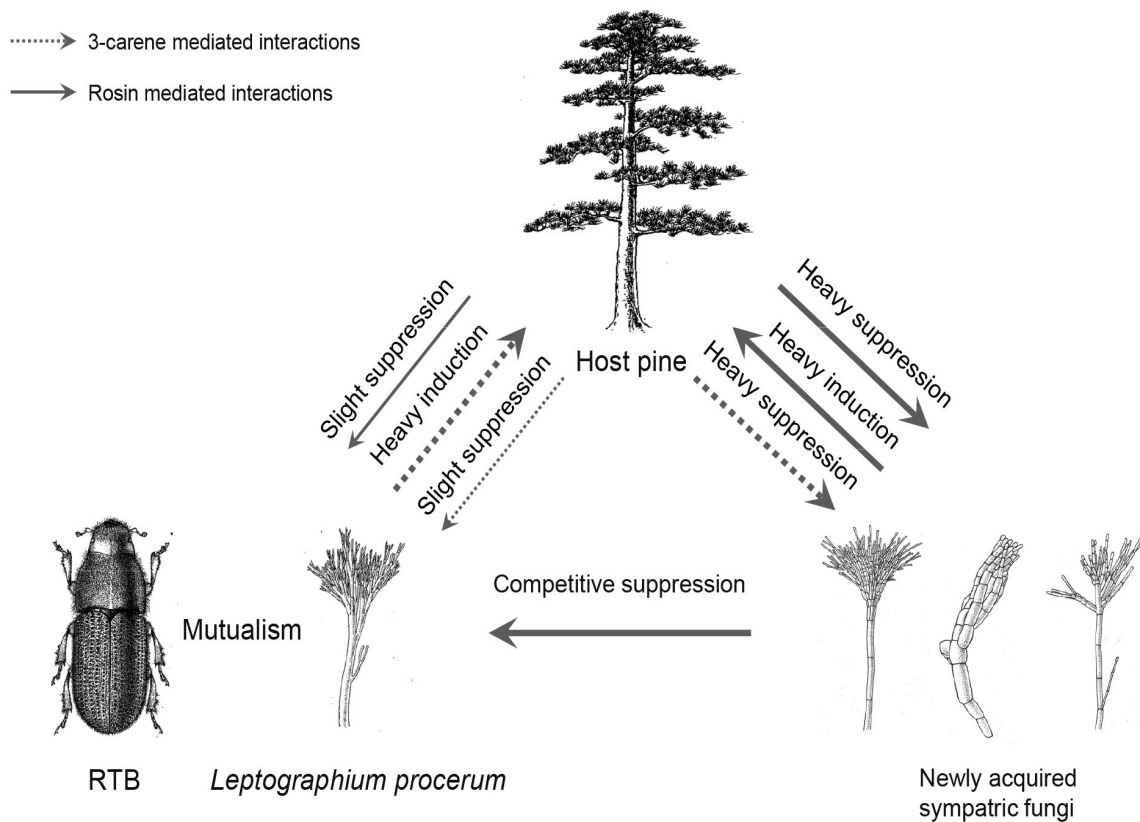 3-carene mediated interactions
Rosin mediated interactions
Host pine
Slight suppression
Heavy induction
Slight suppression
Heavy suppression
Heavy induction
Heavy suppression
Competitive suppression
Mutualism
RTB
Leptographium procerum
Newly acquired
sympatric fungi